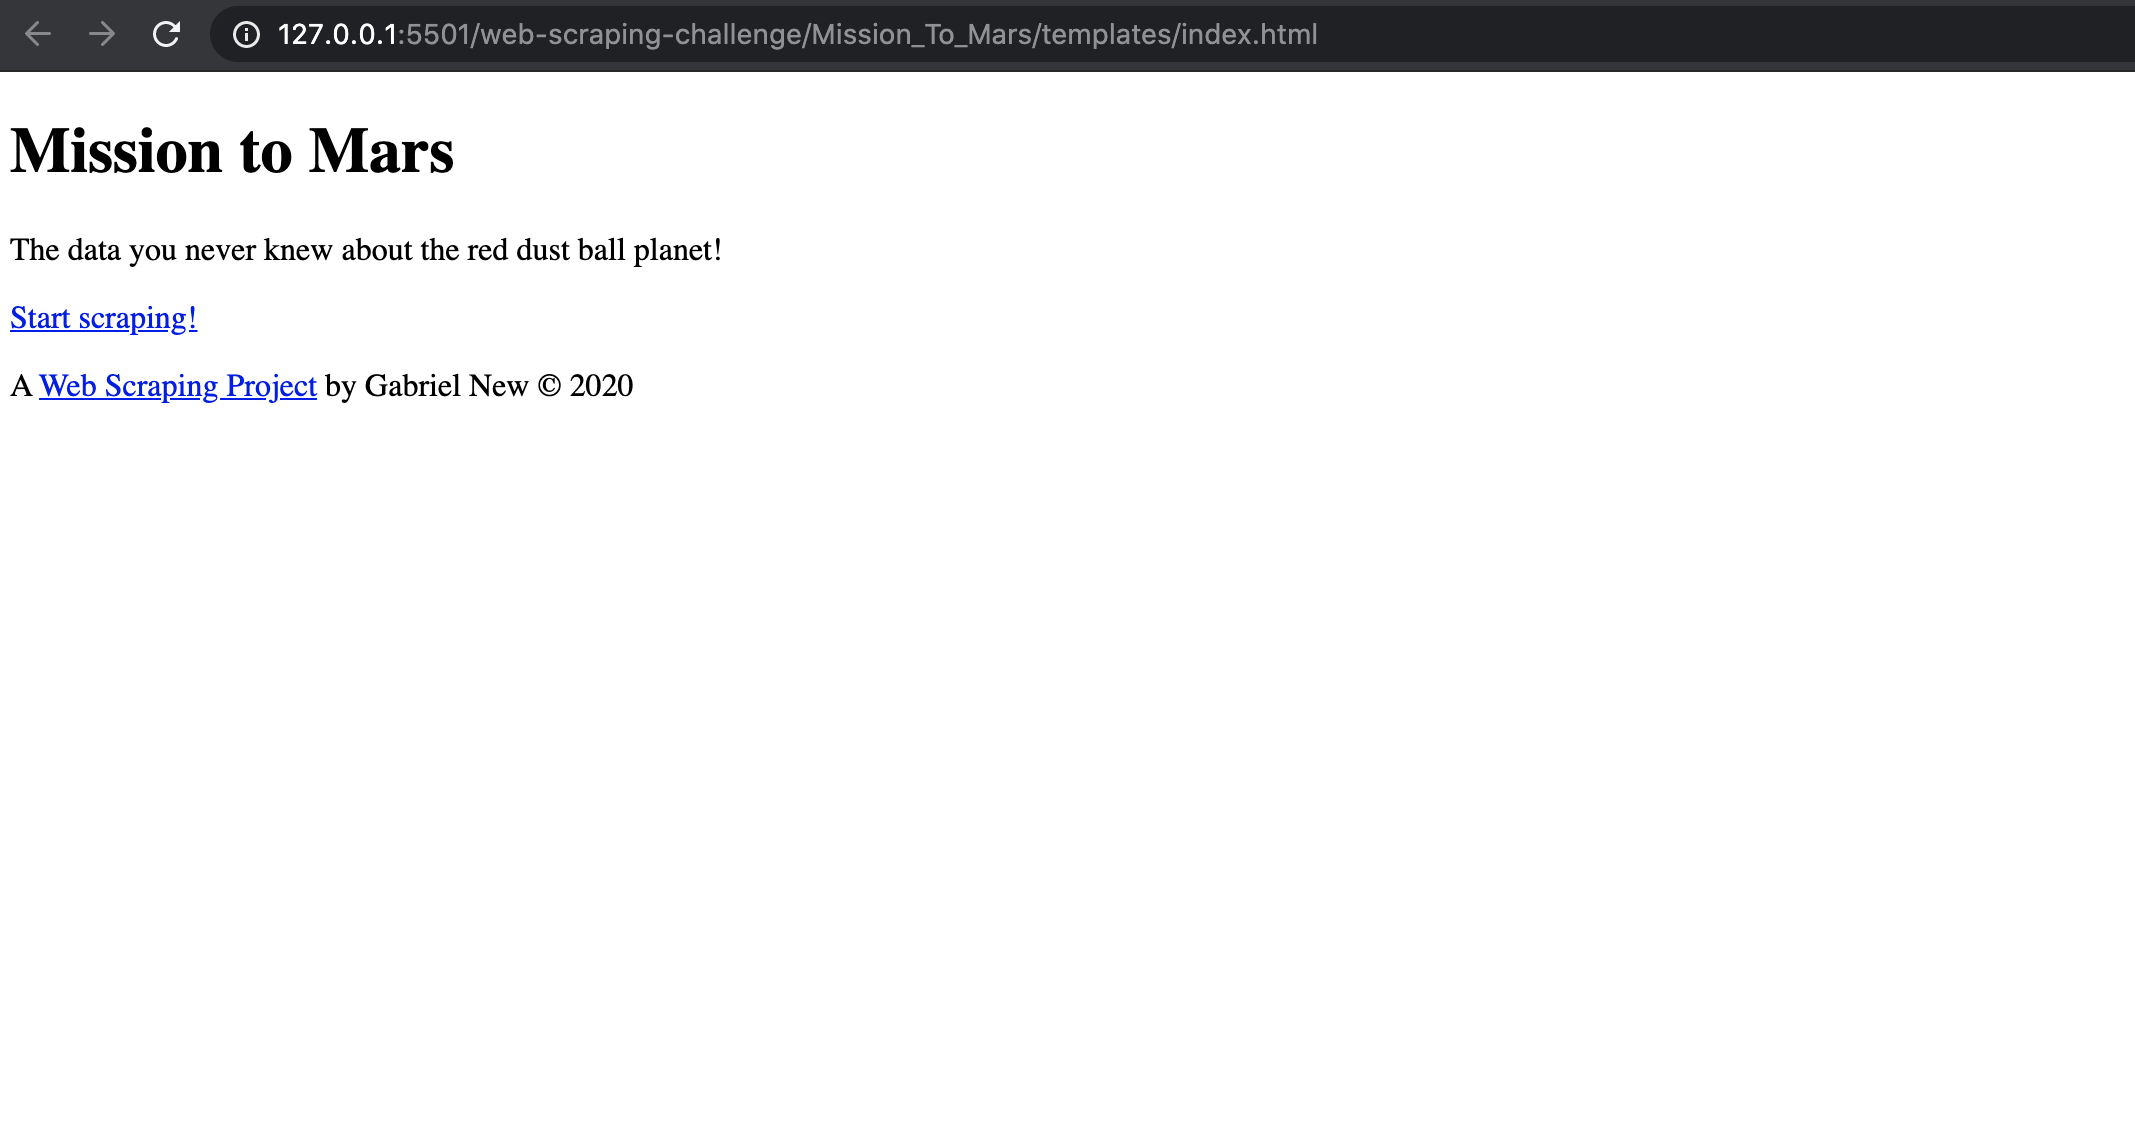 127.0.0.1:5501/web-scraping-challenge/Mission_To_Mars/templates/index.html
Mission to Mars
The data you never knew about the red dust ball planet!
Start scraping!
A Web Scraping Project by Gabriel New © 2020